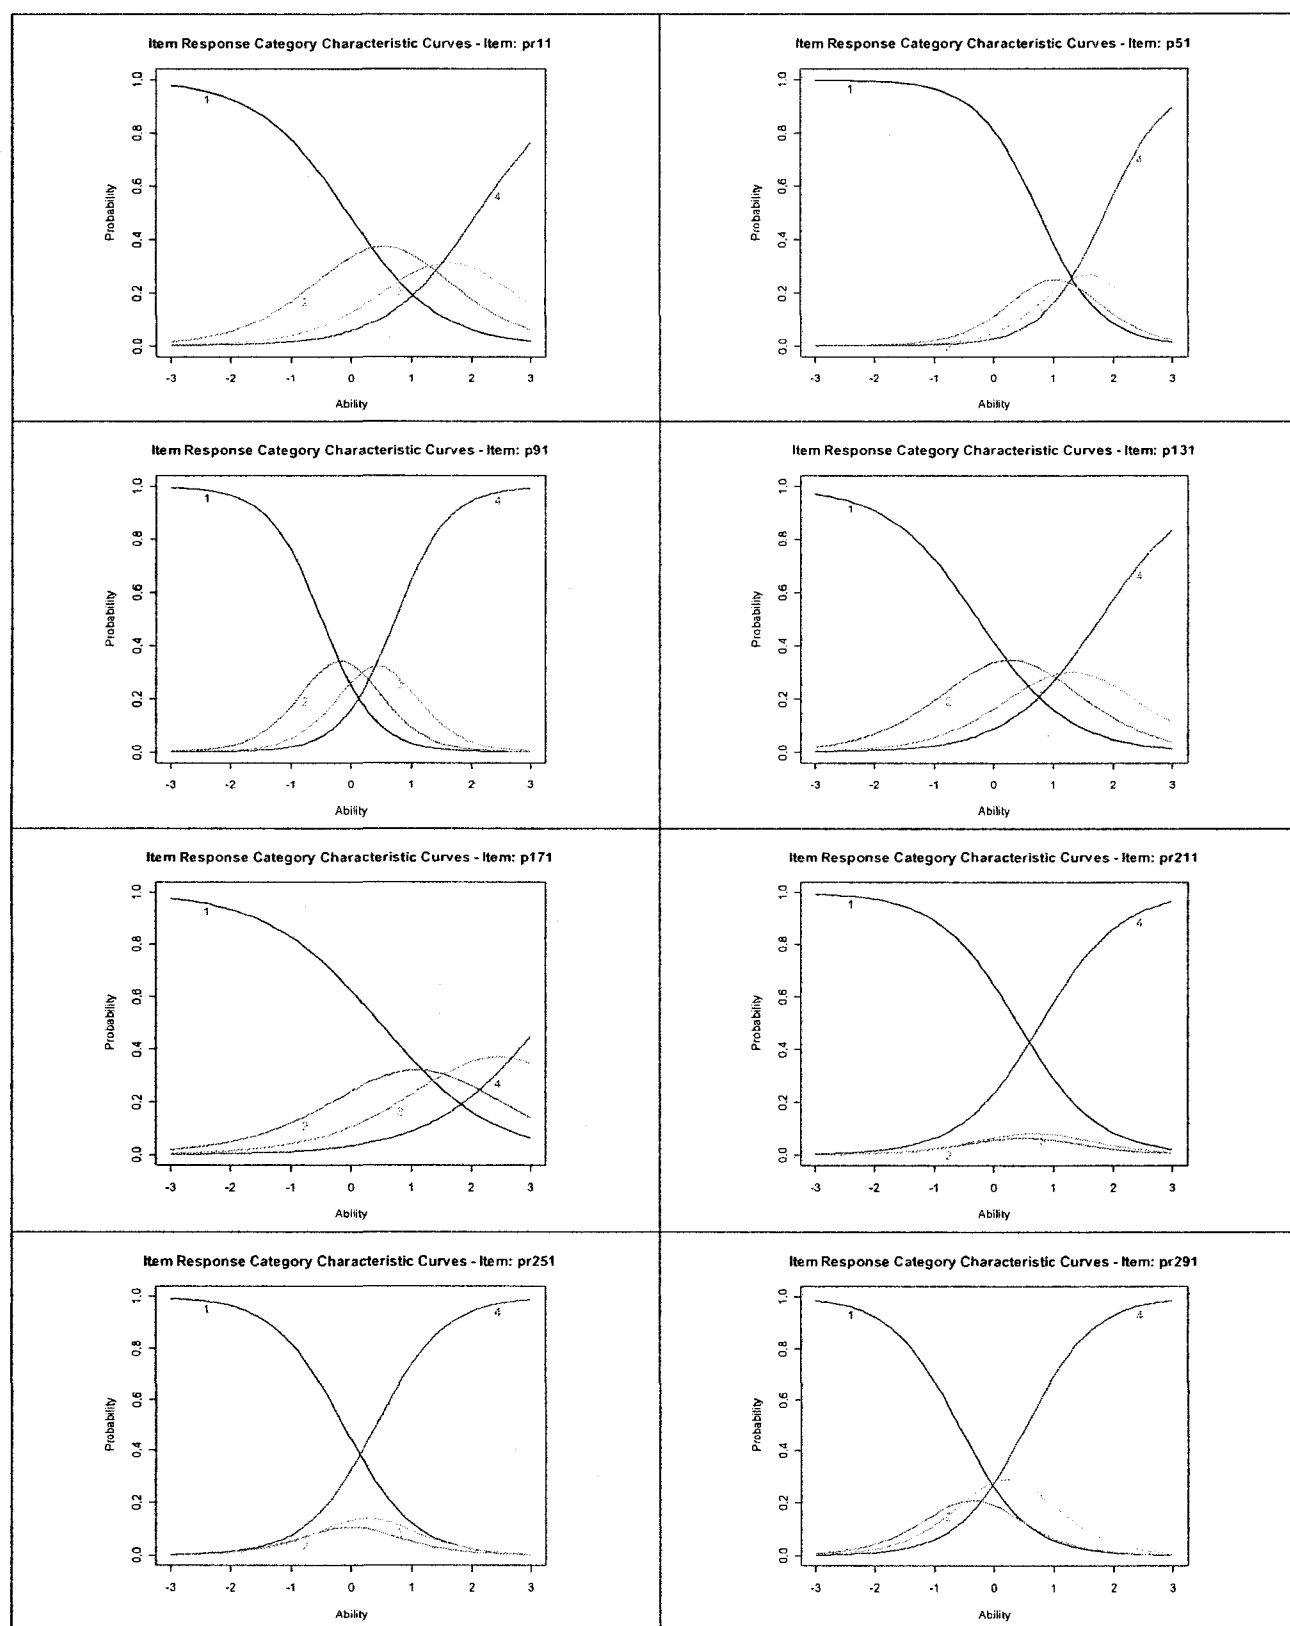 Item Response Category Characteristic Curves - Item: pr11
1.0
0.8
0.6
0.4
0.2
0.0
Probability
1
2
4
-3 -2 -1 0 1 2 3
Ability
Item Response Category Characteristic Curves - Item: p51
1.0
0.8
0.6
0.4
0.2
0.0
Probability
1
4
-3 -2 -1 0 1 2 3
Ability
Item Response Category Characteristic Curves - Item: p91
1.0
0.8
0.6
0.4
0.2
0.0
Probability
1
2
3
4
-3 -2 -1 0 1 2 3
Ability
Item Response Category Characteristic Curves - Item: p131
1.0
0.8
0.6
0.4
0.2
0.0
Probability
1
2
4
-3 -2 -1 0 1 2 3
Ability
Item Response Category Characteristic Curves - Item: p171
1.0
0.8
0.6
0.4
0.2
0.0
Probability
1
2
3
4
-3 -2 -1 0 1 2 3
Ability
Item Response Category Characteristic Curves - Item: pr211
1.0
0.8
0.6
0.4
0.2
0.0
Probability
1
2
4
-3 -2 -1 0 1 2 3
Ability
Item Response Category Characteristic Curves - Item: pr251
1.0
0.8
0.6
0.4
0.2
0.0
Probability
1
2
4
-3 -2 -1 0 1 2 3
Ability
Item Response Category Characteristic Curves - Item: pr291
1.0
0.8
0.6
0.4
0.2
0.0
Probability
1
4
-3 -2 -1 0 1 2 3
Ability